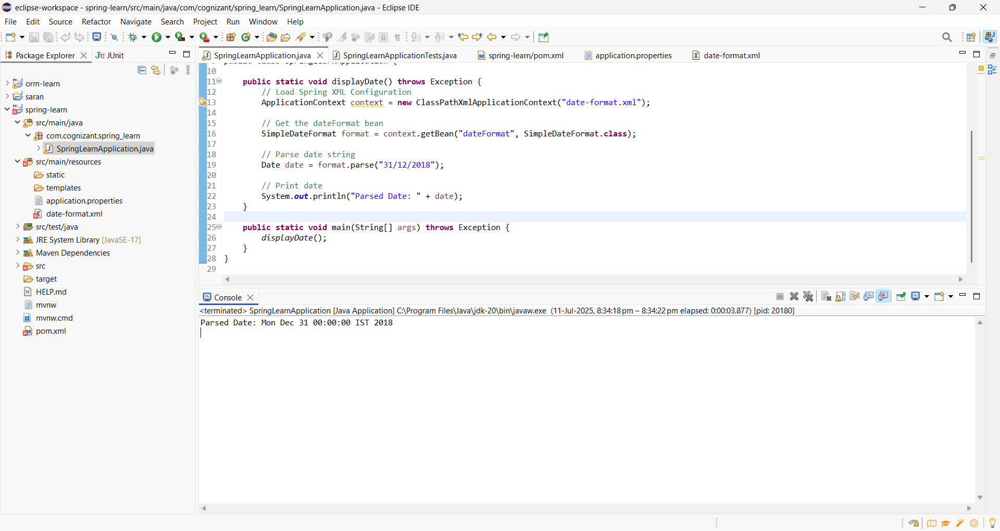 eclipse-workspace - spring-learn/src/main/java/com/cognizant/spring_learn/SpringLearnApplication.java - Eclipse IDE
File Edit Source Refactor Navigate Search Project Run Window Help
Package Explorer
JUnit
orm-learn
saran
spring-learn
src/main/java
com.cognizant.spring_learn
SpringLearnApplication.java
src/main/resources
static
templates
application.properties
date-format.xml
src/test/java
JRE System Library [JavaSE-17]
Maven Dependencies
src
target
HELP.md
mvnw
mvnw.cmd
pom.xml
SpringLearnApplication.java SpringLearnApplicationTests.java spring-learn/pom.xml application.properties date-format.xml
10
11 public static void displayDate() throws Exception {
12 // Load Spring XML Configuration
13 ApplicationContext context = new ClassPathXmlApplicationContext("date-format.xml");
14
15 // Get the dateFormat bean
16 SimpleDateFormat format = context.getBean("dateFormat", SimpleDateFormat.class);
17
18 // Parse date string
19 Date date = format.parse("31/12/2018");
20
21 // Print date
22 System.out.println("Parsed Date: " + date);
23 }
24
25 public static void main(String[] args) throws Exception {
26 displayDate();
27 }
28 }
29
Console
<terminated> SpringLearnApplication [Java Application] C:\Program Files\Java\jdk-20\bin\javaw.exe (11-Jul-2025, 8:34:18 pm – 8:34:22 pm elapsed: 0:00:03.877) [pid: 20180]
Parsed Date: Mon Dec 31 00:00:00 IST 2018